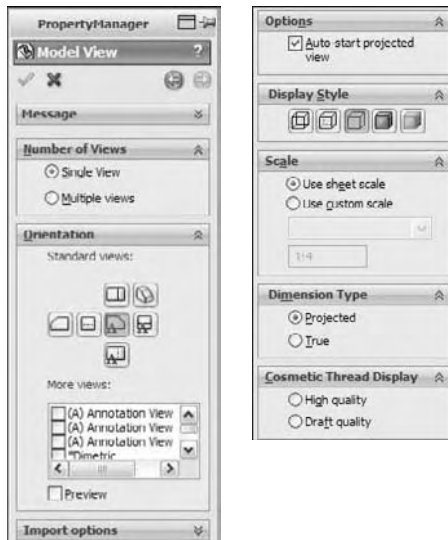 PropertyManager
Model View ?
Message
Number of Views
Single View
Multiple views
Orientation
Standard views:
More views:
(A) Annotation View
(A) Annotation View
(A) Annotation View
*Dimetric
Preview
Import options
Options
Auto-start projected
view
Display Style
Scale
Use sheet scale
Use custom scale
1:4
Dimension Type
Projected
True
Cosmetic Thread Display
High quality
Draft quality